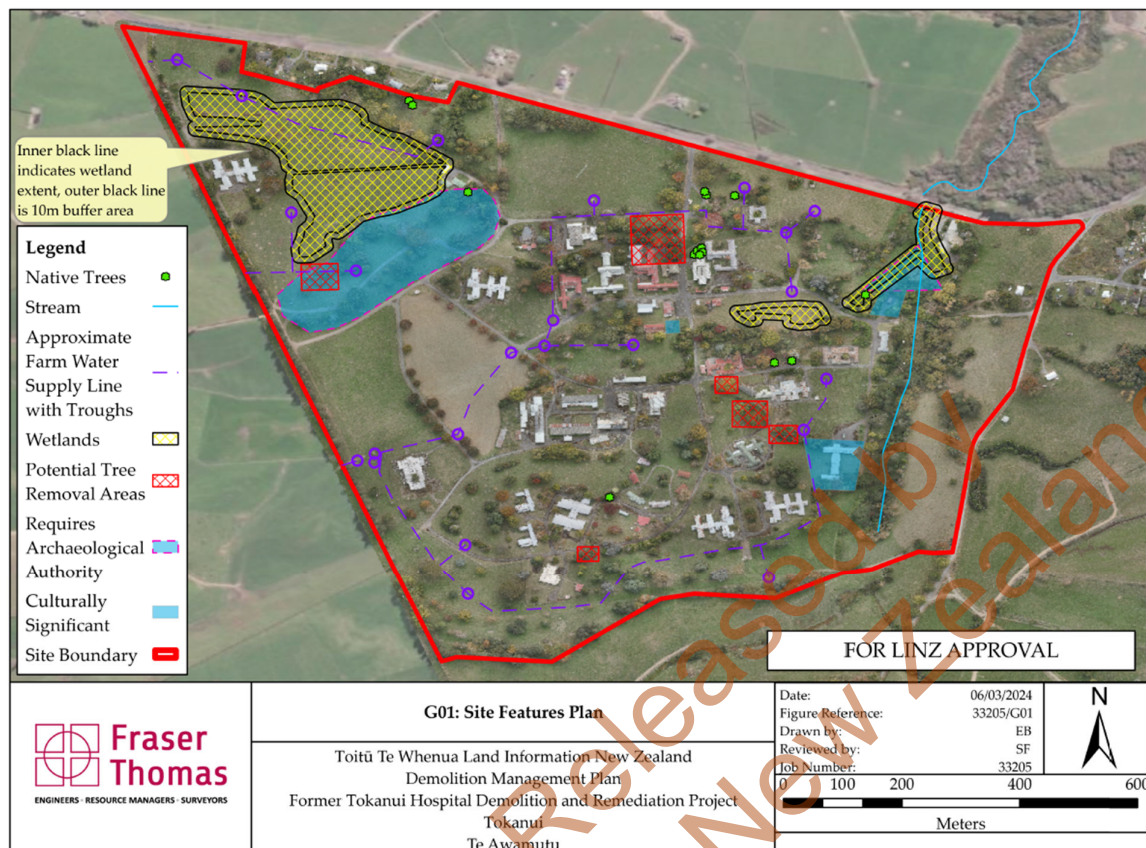 Inner black line
indicates wetland
extent, outer black line
is 10m buffer area
Legend
Native Trees
Stream
Approximate
Farm Water
Supply Line
with Troughs
Wetlands
Potential Tree
Removal Areas
Requires
Archaeological
Authority
Culturally
Significant
Site Boundary
FOR LINZ APPROVAL
Released by
New Zealand
Fraser
Thomas
ENGINEERS · RESOURCE MANAGERS · SURVEYORS
G01: Site Features Plan
Toitū Te Whenua Land Information New Zealand
Demolition Management Plan
Former Tokanui Hospital Demolition and Remediation Project
Tokanui
Te Awamutu
Date: 06/03/2024
Figure Reference: 33205/G01
Drawn by: EB
Reviewed by: SF
Job Number: 33205
N
0 100 200 400 600
Meters